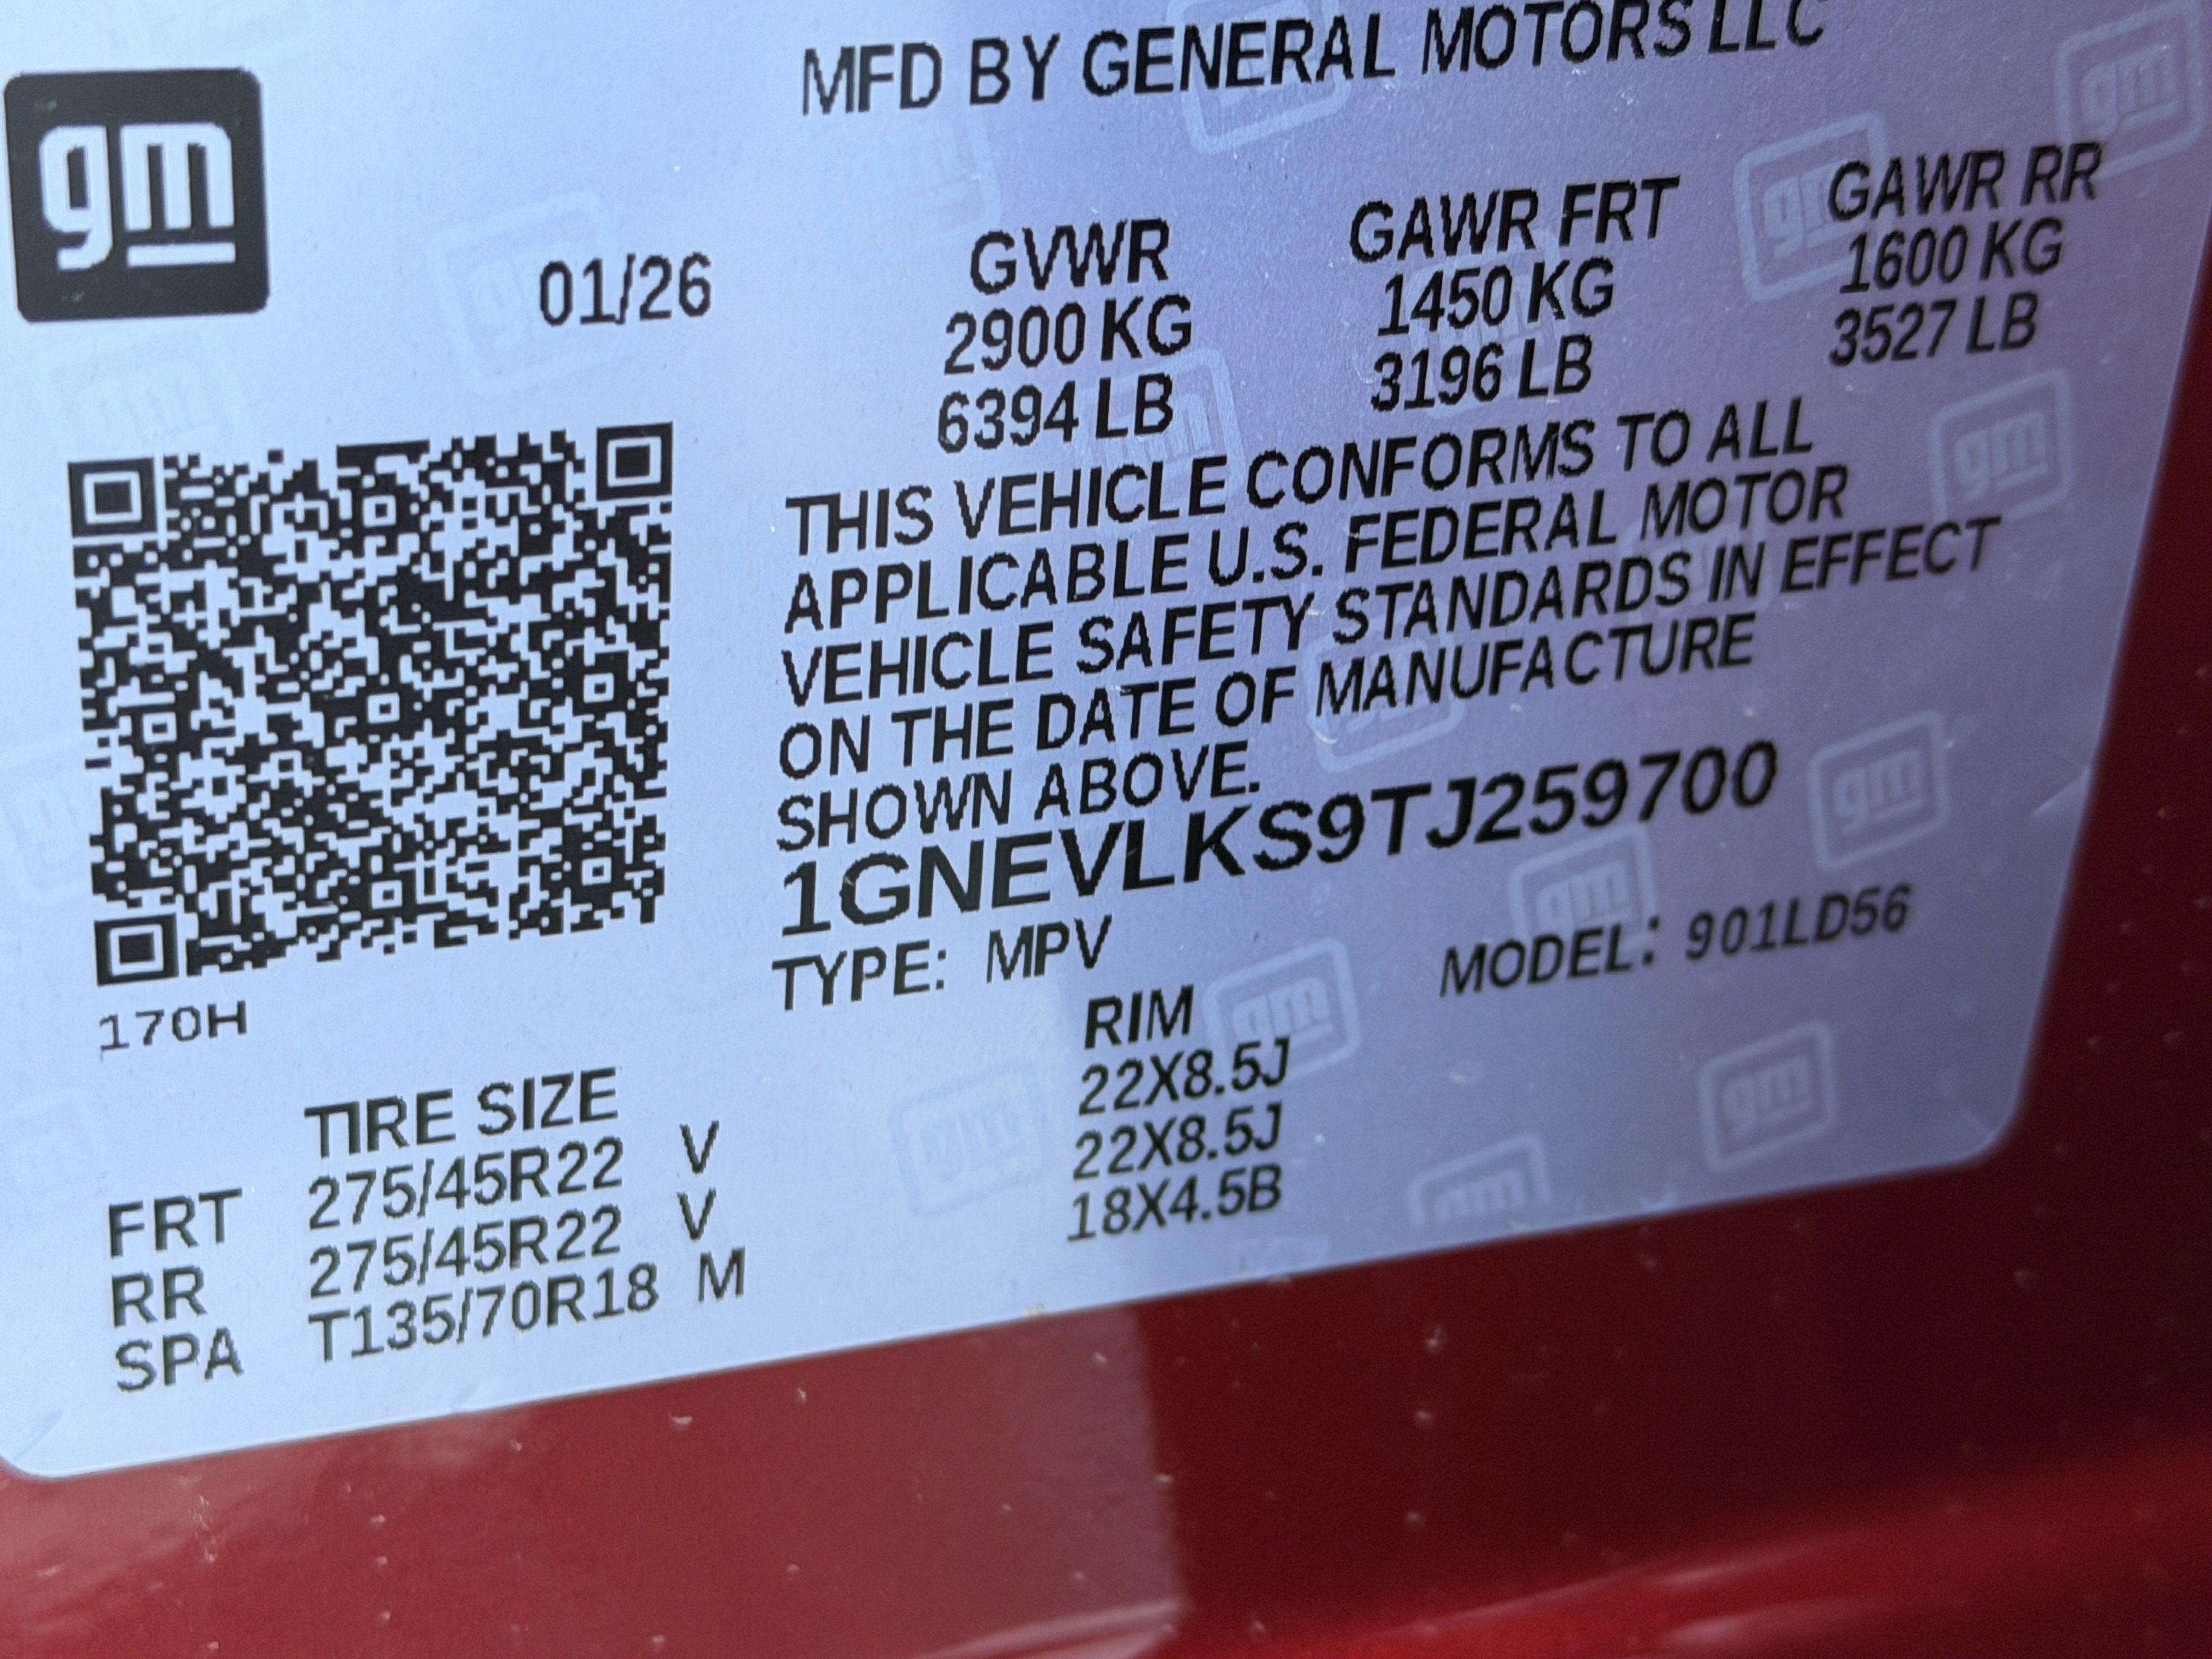 gm
MFD BY GENERAL MOTORS LLC
01/26
GVWR GAWR FRT GAWR RR
2900 KG 1450 KG 1600 KG
6394 LB 3196 LB 3527 LB
THIS VEHICLE CONFORMS TO ALL
APPLICABLE U.S. FEDERAL MOTOR
VEHICLE SAFETY STANDARDS IN EFFECT
ON THE DATE OF MANUFACTURE
SHOWN ABOVE.
1GNEVLKS9TJ259700
TYPE: MPV MODEL: 901LD56
170H
TIRE SIZE RIM
FRT 275/45R22 V 22X8.5J
RR 275/45R22 V 22X8.5J
SPA T135/70R18 M 18X4.5B